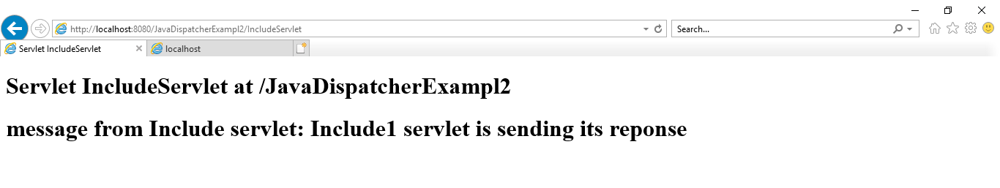 http://localhost:8080/JavaDispatcherExampl2/IncludeServlet
Search...
Servlet IncludeServlet
localhost
Servlet IncludeServlet at /JavaDispatcherExampl2
message from Include servlet: Include1 servlet is sending its reponse